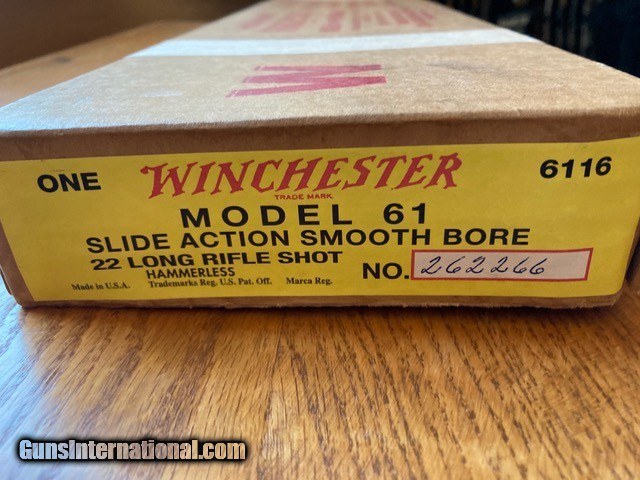 ONE WINCHESTER 6116
TRADE MARK
MODEL 61
SLIDE ACTION SMOOTH BORE
22 LONG RIFLE SHOT
HAMMERLESS
NO. 262266
Made in U.S.A. Trademarks Reg. U.S. Pat. Off. Marca Reg.
GunsInternational.com